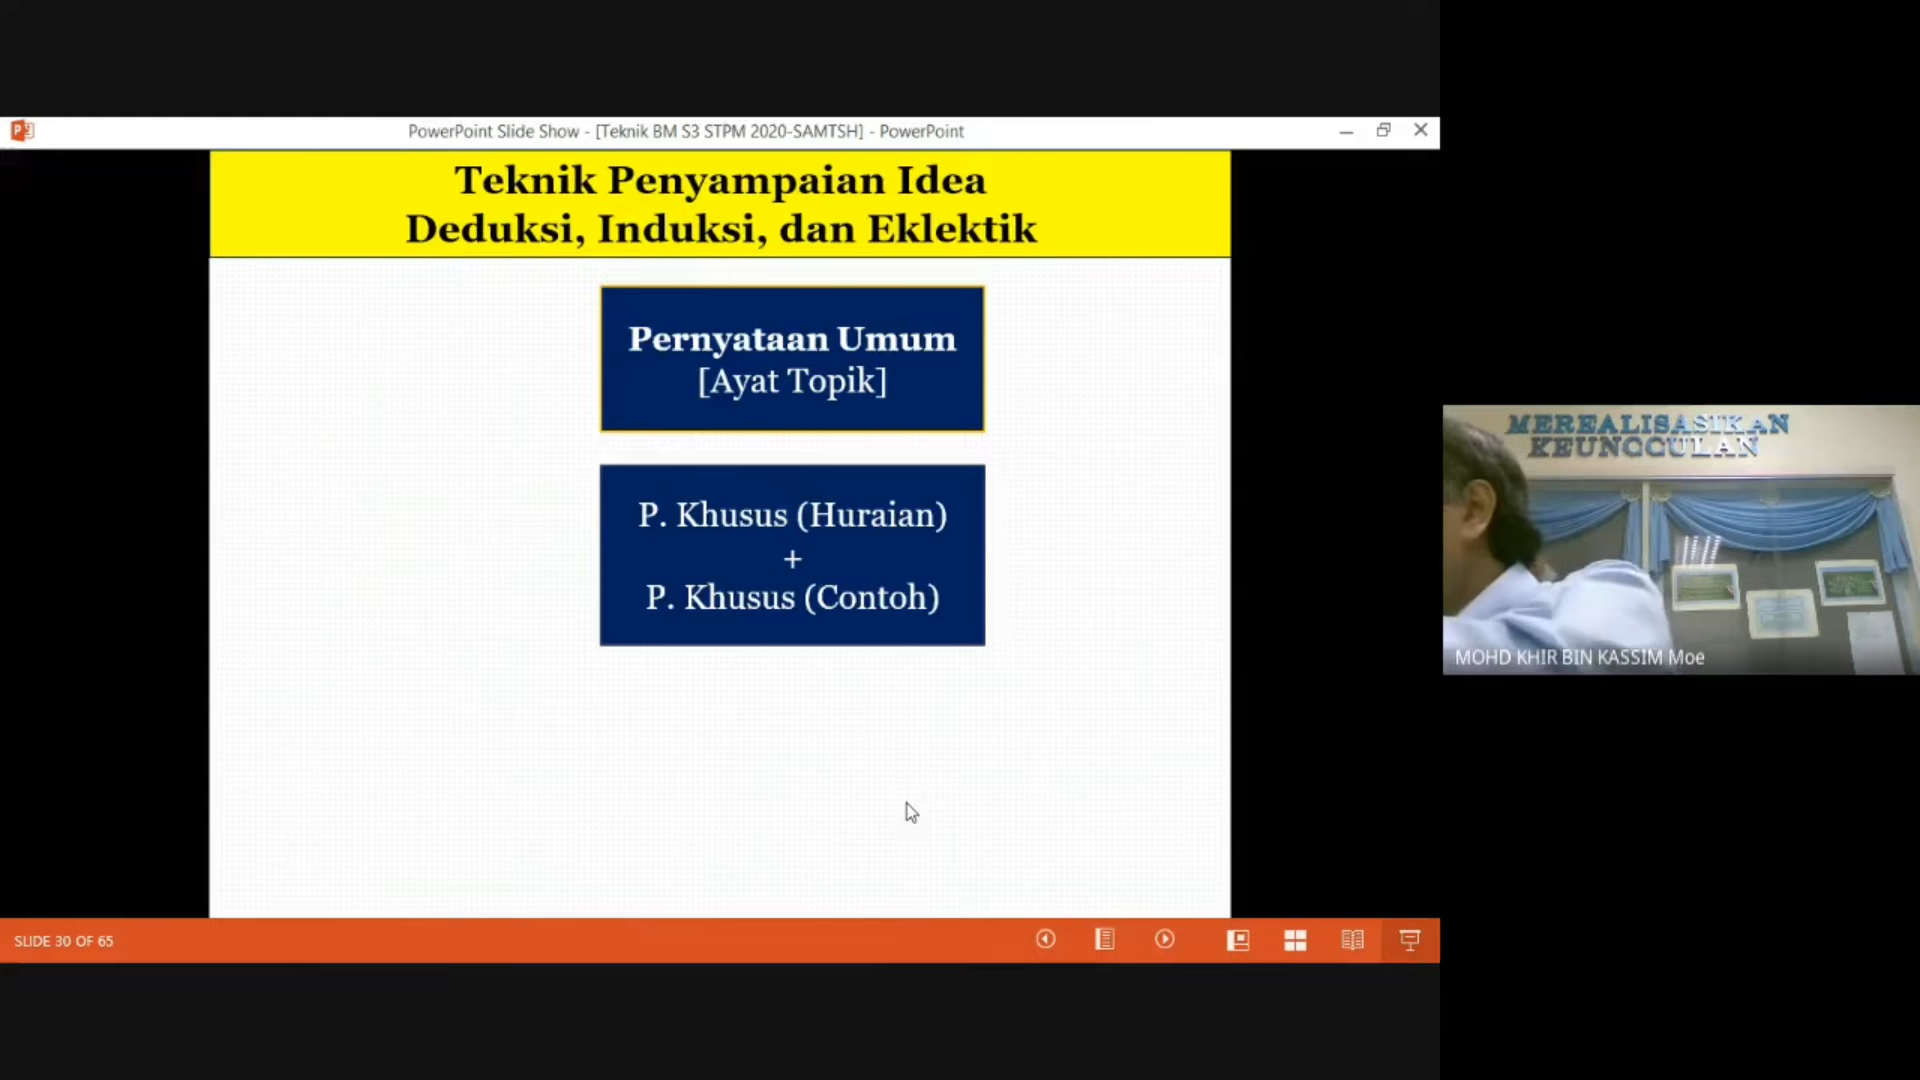 PowerPoint Slide Show - [Teknik BM S3 STPM 2020-SAMTSH] - PowerPoint
Teknik Penyampaian Idea
Deduksi, Induksi, dan Eklektik
Pernyataan Umum
[Ayat Topik]
P. Khusus (Huraian)
+
P. Khusus (Contoh)
SLIDE 30 OF 65
MEREALISASIKAN
KEUNGGULAN
MOHD KHIR BIN KASSIM Moe